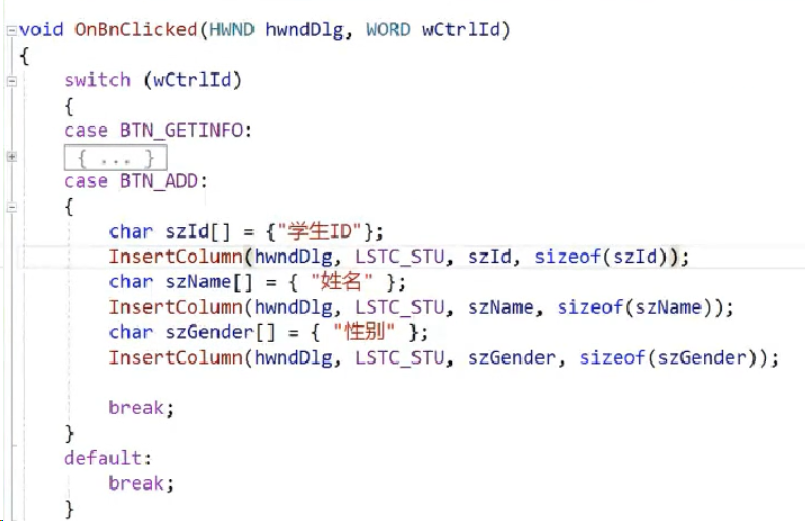 void OnBnClicked(HWND hwndDlg, WORD wCtrlId)
{
switch (wCtrlId)
{
case BTN_GETINFO:
{ ... }
case BTN_ADD:
{
char szId[] = {"学生ID"};
InsertColumn(hwndDlg, LSTC_STU, szId, sizeof(szId));
char szName[] = { "姓名" };
InsertColumn(hwndDlg, LSTC_STU, szName, sizeof(szName));
char szGender[] = { "性别" };
InsertColumn(hwndDlg, LSTC_STU, szGender, sizeof(szGender));
break;
}
default:
break;
}